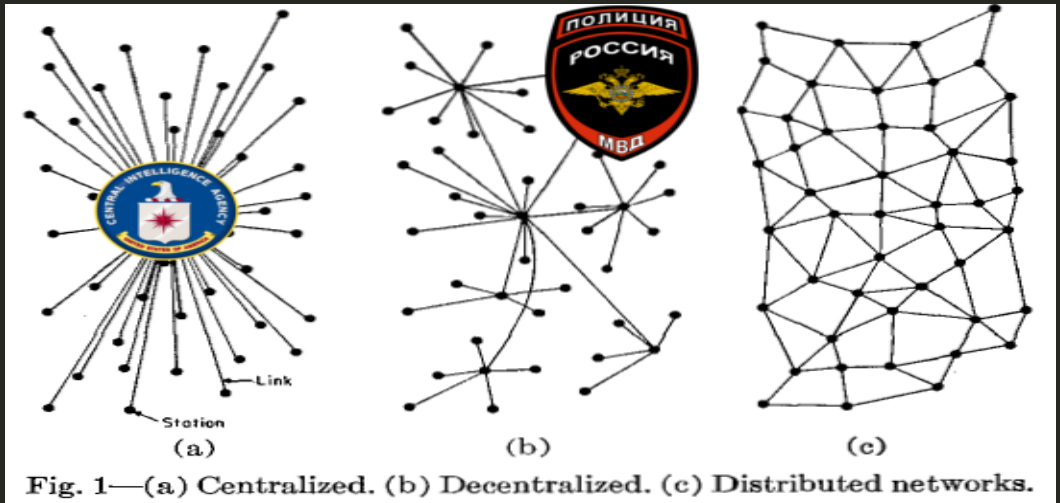 ПОЛИЦИЯ
РОССИЯ
МВД
CENTRAL INTELLIGENCE AGENCY
UNITED STATES OF AMERICA
Link
Station
(a)
(b)
(c)
Fig. 1—(a) Centralized. (b) Decentralized. (c) Distributed networks.